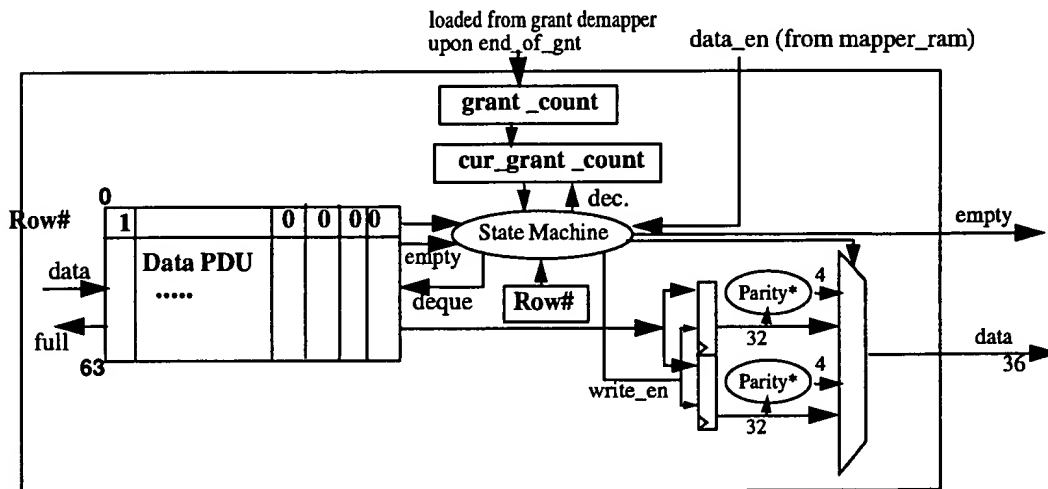 loaded from grant demapper
upon end_of_gnt
data_en (from mapper_ram)
grant _count
cur_grant _count
dec.
0
Row#
1
0 0 0 0
State Machine
empty
empty
Data PDU
.....
data
deque
Row#
full
63
write_en
Parity*
4
32
Parity*
4
32
data
36